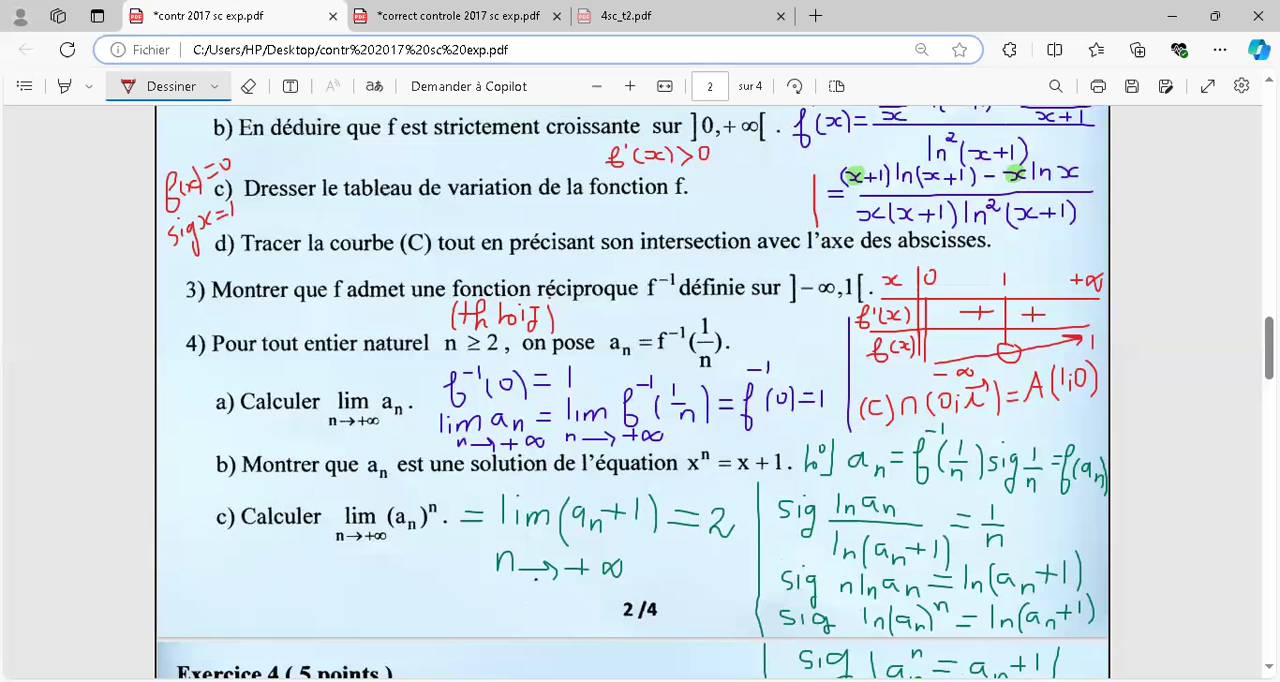 *contr 2017 sc exp.pdf
*correct controle 2017 sc exp.pdf
4sc_t2.pdf
Fichier
C:/Users/HP/Desktop/contr%202017%20sc%20exp.pdf
Dessiner
aあ
Demander à Copilot
2
sur 4
b) En déduire que f est strictement croissante sur ]0,+∞[ .
f'(x)=
x
x+1
ln²(x+1)
f'(x)>0
f(x)=0
sig x=1
c) Dresser le tableau de variation de la fonction f.
= (x+1)ln(x+1) − x ln x
x(x+1) ln²(x+1)
d) Tracer la courbe (C) tout en précisant son intersection avec l'axe des abscisses.
3) Montrer que f admet une fonction réciproque f⁻¹ définie sur ]−∞,1[ .
x 0 1 +∞
f'(x) + +
f(x) −∞ 0 1
(th bij)
4) Pour tout entier naturel n ≥ 2 , on pose aₙ = f⁻¹(1/n).
f⁻¹(0) = 1
(C)∩(O,i⃗)= A(1;0)
a) Calculer lim aₙ .
n→+∞
lim aₙ = lim f⁻¹(1/n) = f⁻¹(0)=1
n→+∞ n→+∞
b) Montrer que aₙ est une solution de l'équation xⁿ = x + 1.
aₙ = f⁻¹(1/n) sig 1/n = f(aₙ)
c) Calculer lim (aₙ)ⁿ .
n→+∞
= lim(aₙ+1) = 2
n→+∞
sig ln aₙ / ln(aₙ+1) = 1/n
sig n ln aₙ = ln(aₙ+1)
sig ln(aₙ)ⁿ = ln(aₙ+1)
2 /4
sig aₙⁿ = aₙ+1
Exercice 4 ( 5 points )